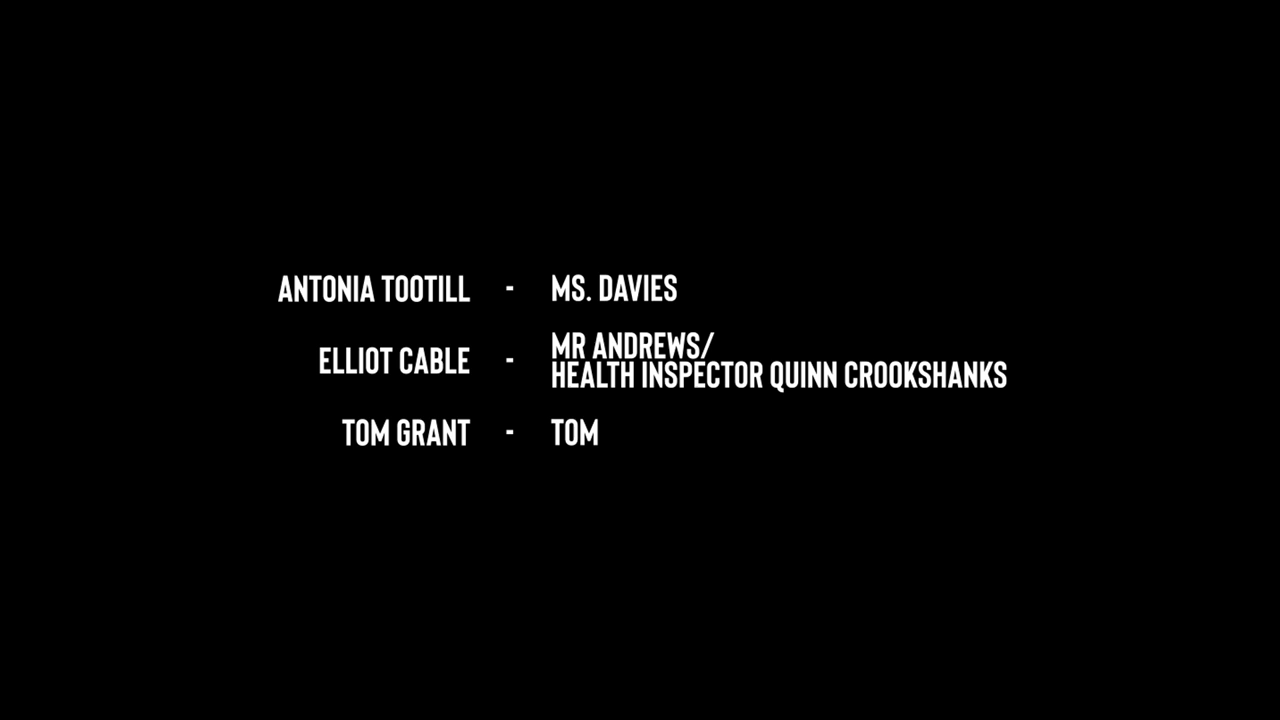 ANTONIA TOOTILL - MS. DAVIES
ELLIOT CABLE - MR ANDREWS/
HEALTH INSPECTOR QUINN CROOKSHANKS
TOM GRANT - TOM